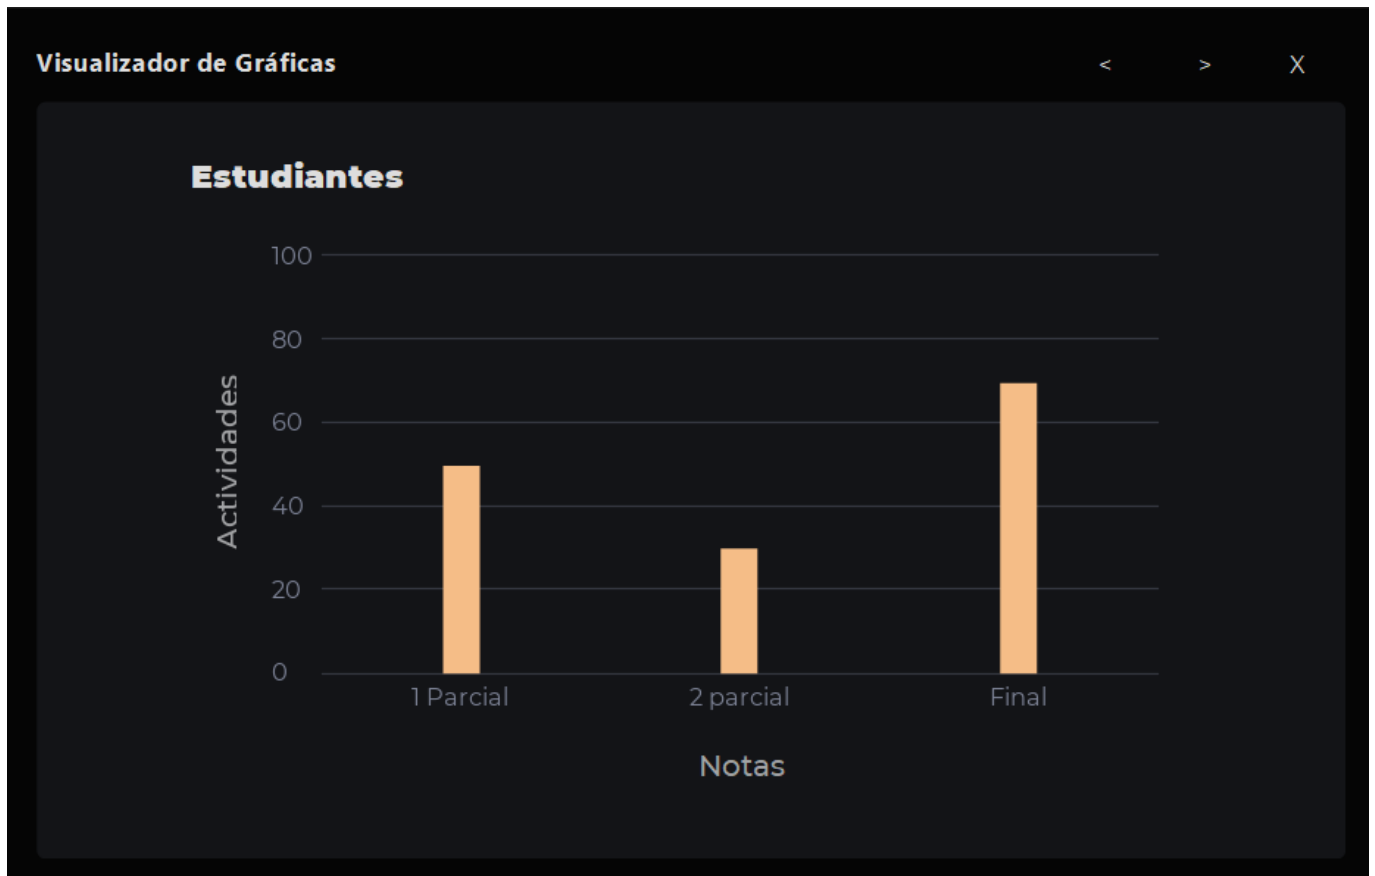 Visualizador de Gráficas
< > X
Estudiantes
100
80
60
40
20
0
Actividades
1 Parcial 2 parcial Final
Notas